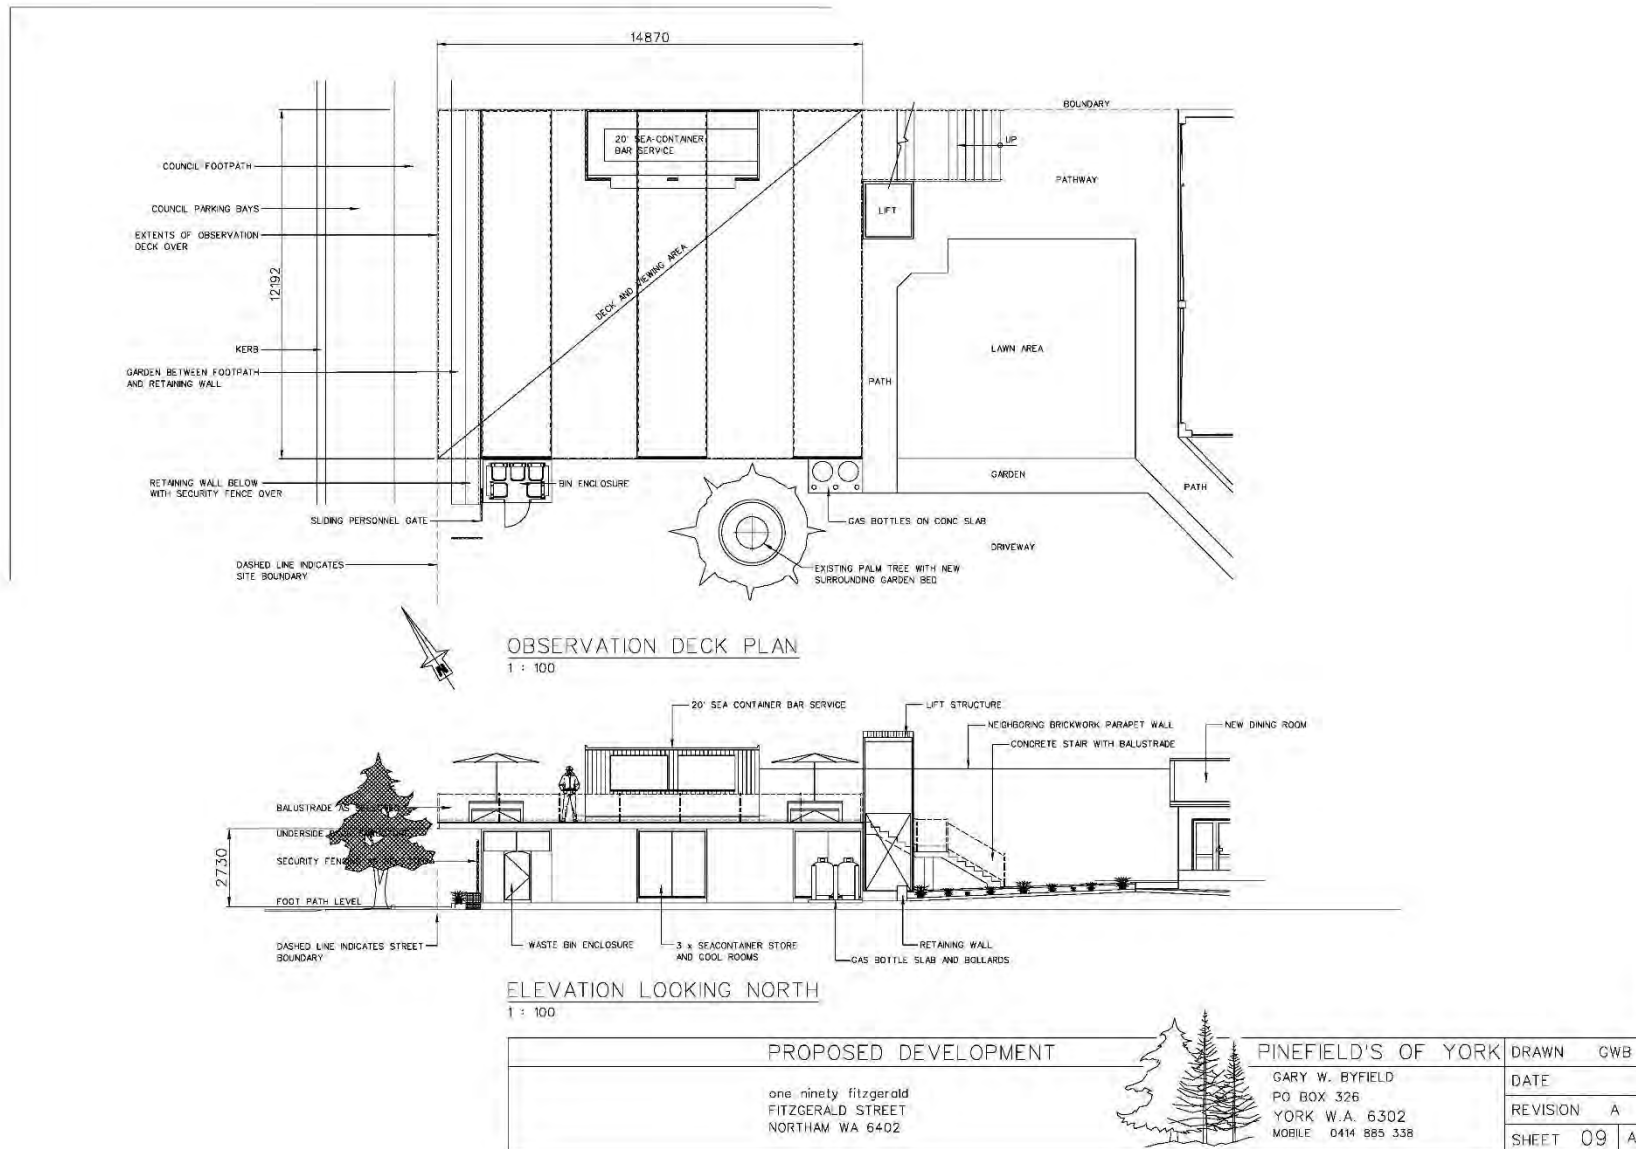 14870
BOUNDARY
20' SEA-CONTAINER
BAR SERVICE
UP
COUNCIL FOOTPATH
PATHWAY
COUNCIL PARKING BAYS
LIFT
EXTENTS OF OBSERVATION
DECK OVER
DECK AND VIEWING AREA
12192
KERB
LAWN AREA
GARDEN BETWEEN FOOTPATH
AND RETAINING WALL
PATH
RETAINING WALL BELOW
WITH SECURITY FENCE OVER
BIN ENCLOSURE
GARDEN
PATH
SLIDING PERSONNEL GATE
GAS BOTTLES ON CONC SLAB
DRIVEWAY
DASHED LINE INDICATES
SITE BOUNDARY
EXISTING PALM TREE WITH NEW
SURROUNDING GARDEN BED
N
OBSERVATION DECK PLAN
1 : 100
20' SEA CONTAINER BAR SERVICE
LIFT STRUCTURE
NEIGHBORING BRICKWORK PARAPET WALL
NEW DINING ROOM
CONCRETE STAIR WITH BALUSTRADE
BALUSTRADE AS
UNDERSIDE
2730
SECURITY FENCING
FOOT PATH LEVEL
DASHED LINE INDICATES STREET
BOUNDARY
WASTE BIN ENCLOSURE
3 x SEACONTAINER STORE
AND COOL ROOMS
RETAINING WALL
GAS BOTTLE SLAB AND BOLLARDS
ELEVATION LOOKING NORTH
1 : 100
PROPOSED DEVELOPMENT
one ninety fitzgerald
FITZGERALD STREET
NORTHAM WA 6402
PINEFIELD'S OF YORK
GARY W. BYFIELD
PO BOX 326
YORK W.A. 6302
MOBILE 0414 885 338
DRAWN GWB
DATE
REVISION A
SHEET 09 A